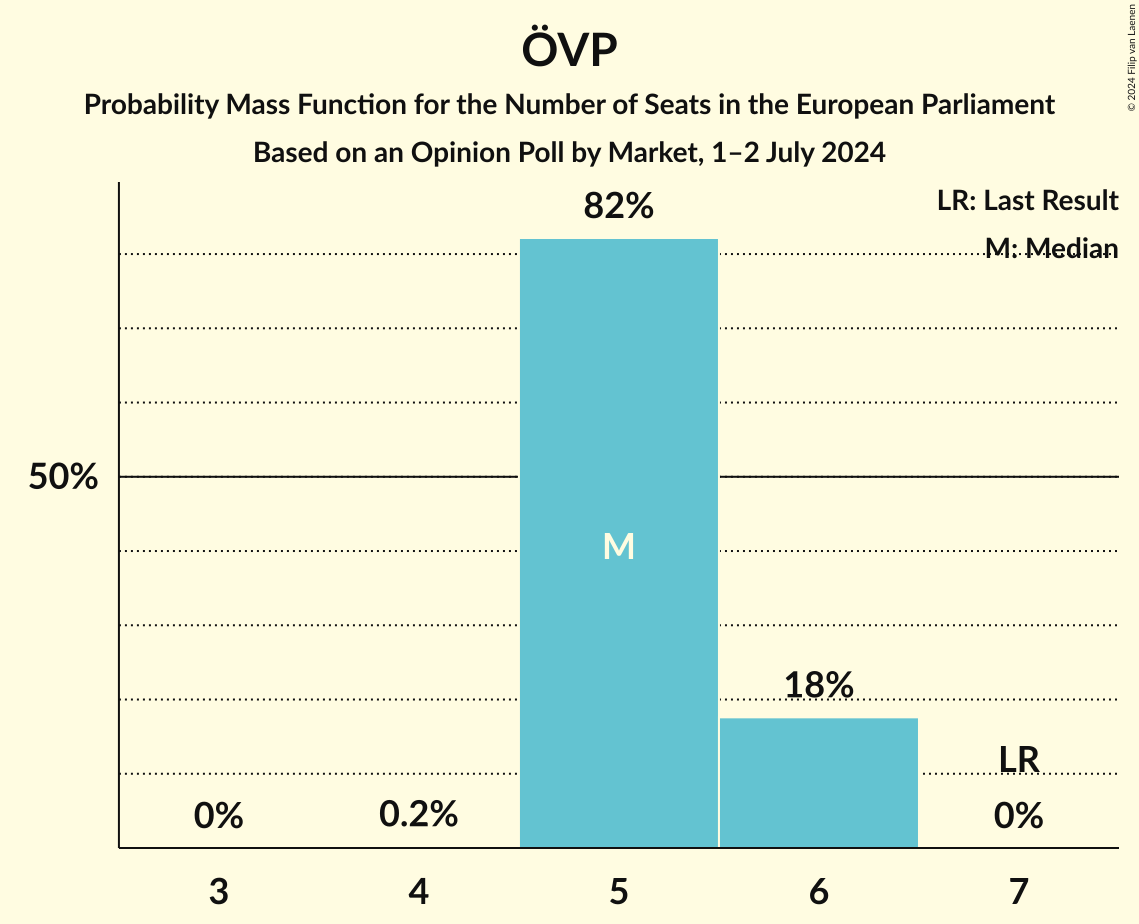 ÖVP
Probability Mass Function for the Number of Seats in the European Parliament
Based on an Opinion Poll by Market, 1–2 July 2024
© 2024 Filip van Laenen
LR: Last Result
M: Median
82%
50%
M
18%
LR
0%
0.2%
0%
3
4
5
6
7